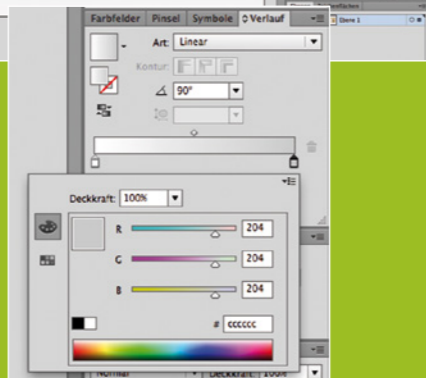 Ebene 1
Farbfelder Pinsel Symbole Verlauf
Art: Linear
Kontur:
90°
Deckkraft: 100%
R 204
G 204
B 204
# cccccc
Normal Deckkraft: 100%